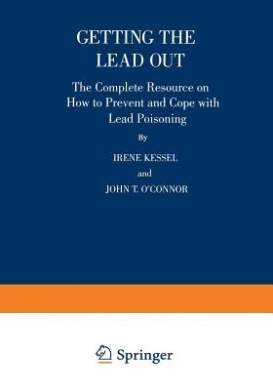 GETTING THE
LEAD OUT
The Complete Resource on
How to Prevent and Cope with
Lead Poisoning
By
IRENE KESSEL
and
JOHN T. O'CONNOR
Springer